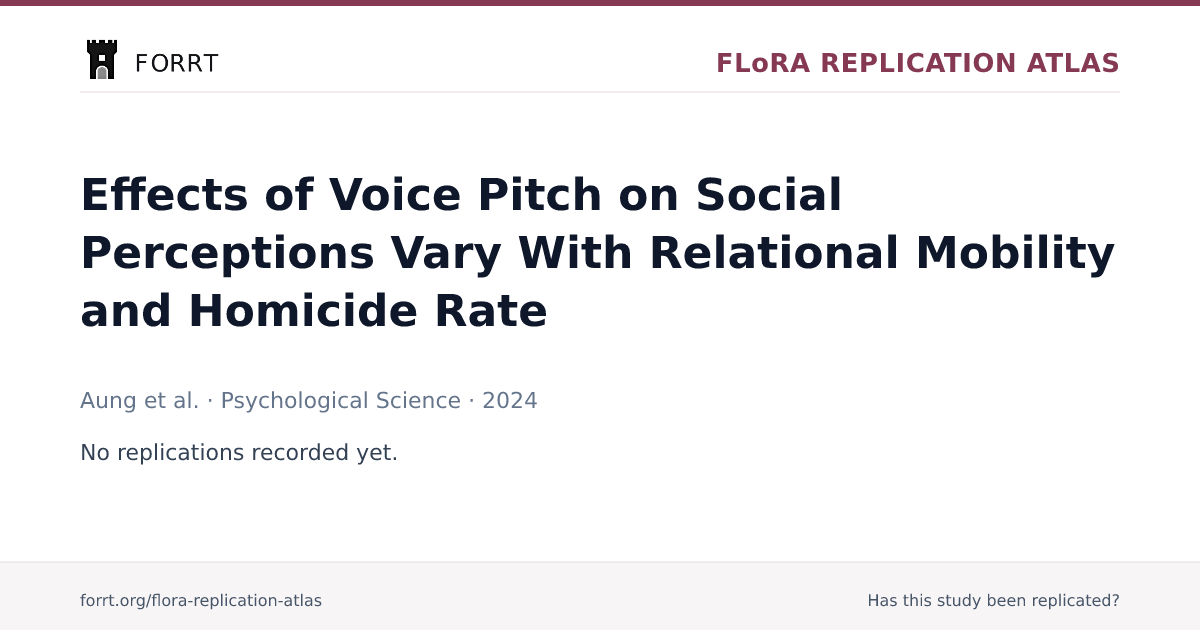 FORRT
FLoRA REPLICATION ATLAS
Effects of Voice Pitch on Social
Perceptions Vary With Relational Mobility
and Homicide Rate
Aung et al. · Psychological Science · 2024
No replications recorded yet.
forrt.org/flora-replication-atlas
Has this study been replicated?